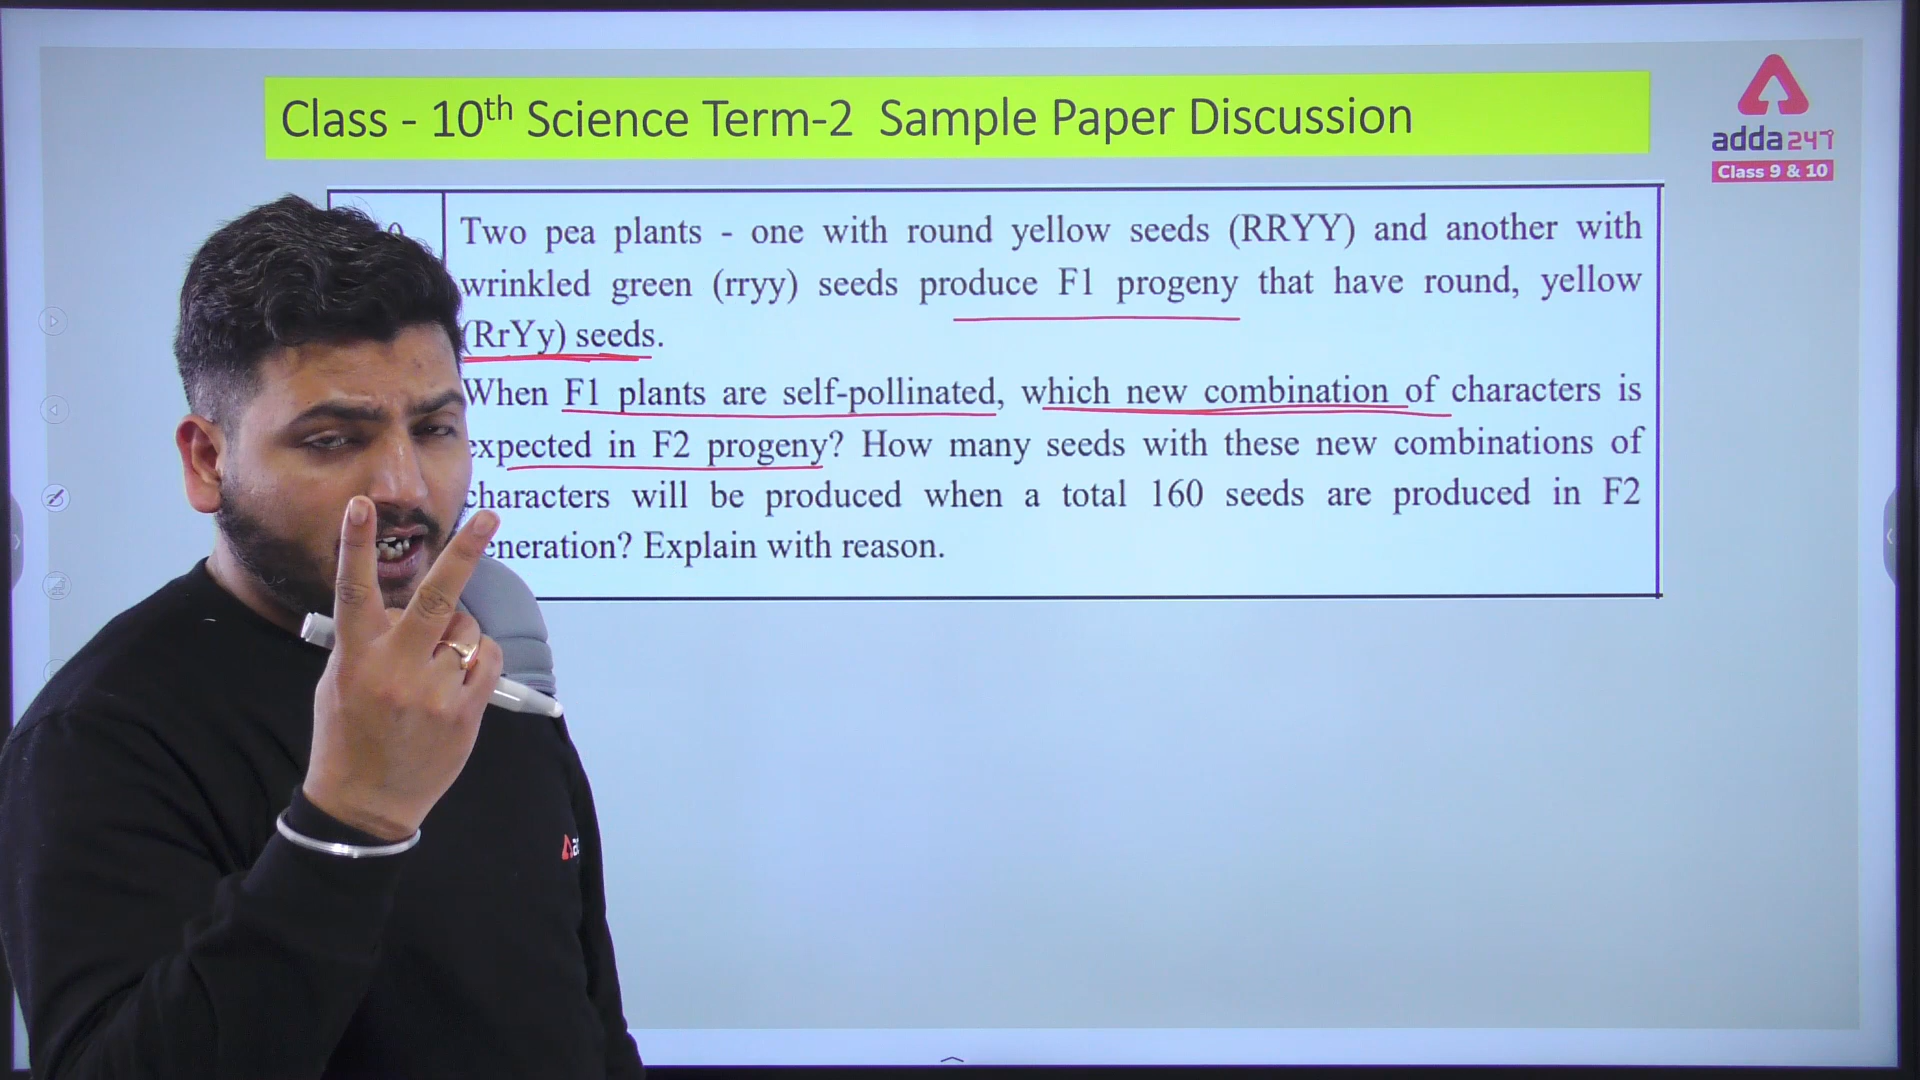 Class - 10th Science Term-2 Sample Paper Discussion
adda247
Class 9 & 10
Two pea plants - one with round yellow seeds (RRYY) and another with
wrinkled green (rryy) seeds produce F1 progeny that have round, yellow
(RrYy) seeds.
When F1 plants are self-pollinated, which new combination of characters is
expected in F2 progeny? How many seeds with these new combinations of
characters will be produced when a total 160 seeds are produced in F2
eneration? Explain with reason.